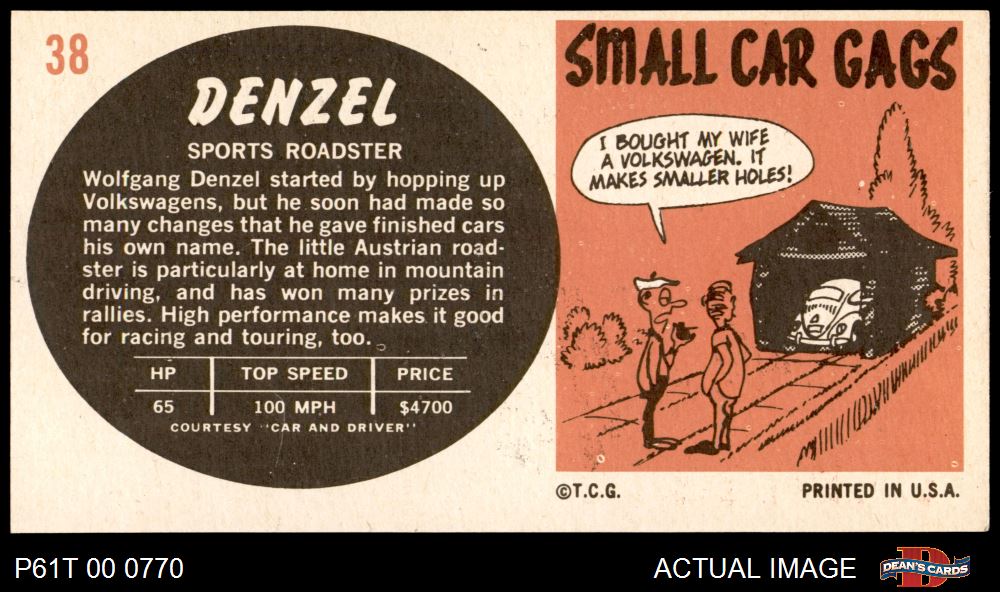 38
DENZEL
SPORTS ROADSTER
Wolfgang Denzel started by hopping up
Volkswagens, but he soon had made so
many changes that he gave finished cars
his own name. The little Austrian road-
ster is particularly at home in mountain
driving, and has won many prizes in
rallies. High performance makes it good
for racing and touring, too.
HP TOP SPEED PRICE
65 100 MPH $4700
COURTESY "CAR AND DRIVER"
SMALL CAR GAGS
I BOUGHT MY WIFE
A VOLKSWAGEN. IT
MAKES SMALLER HOLES!
©T.C.G. PRINTED IN U.S.A.
P61T 00 0770 ACTUAL IMAGE D DEAN'S CARDS